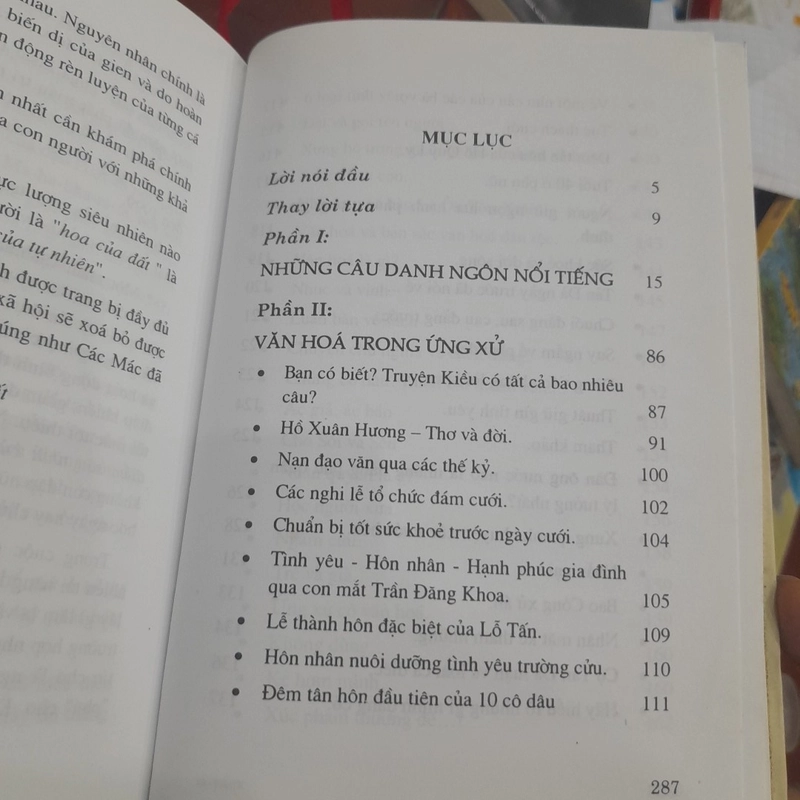 nhau. Nguyên nhân chính là
biến dị của gien và do hoàn
động rèn luyện của từng cá
nhất cần khám phá chính
con người với những khả
lực lượng siêu nhiên nào
người là "hoa của đất" là
của tự nhiên".
được trang bị đầy đủ
xã hội sẽ xoá bỏ được
đúng như Các Mác đã
MỤC LỤC
Lời nói đầu 5
Thay lời tựa 9
Phần I:
NHỮNG CÂU DANH NGÔN NỔI TIẾNG 15
Phần II:
VĂN HOÁ TRONG ỨNG XỬ 86
• Bạn có biết? Truyện Kiều có tất cả bao nhiêu
câu? 87
• Hồ Xuân Hương – Thơ và đời. 91
• Nạn đạo văn qua các thế kỷ. 100
• Các nghi lễ tổ chức đám cưới. 102
• Chuẩn bị tốt sức khoẻ trước ngày cưới. 104
• Tình yêu - Hôn nhân - Hạnh phúc gia đình
qua con mắt Trần Đăng Khoa. 105
• Lễ thành hôn đặc biệt của Lỗ Tấn. 109
• Hôn nhân nuôi dưỡng tình yêu trường cửu. 110
• Đêm tân hôn đầu tiên của 10 cô dâu 111
287